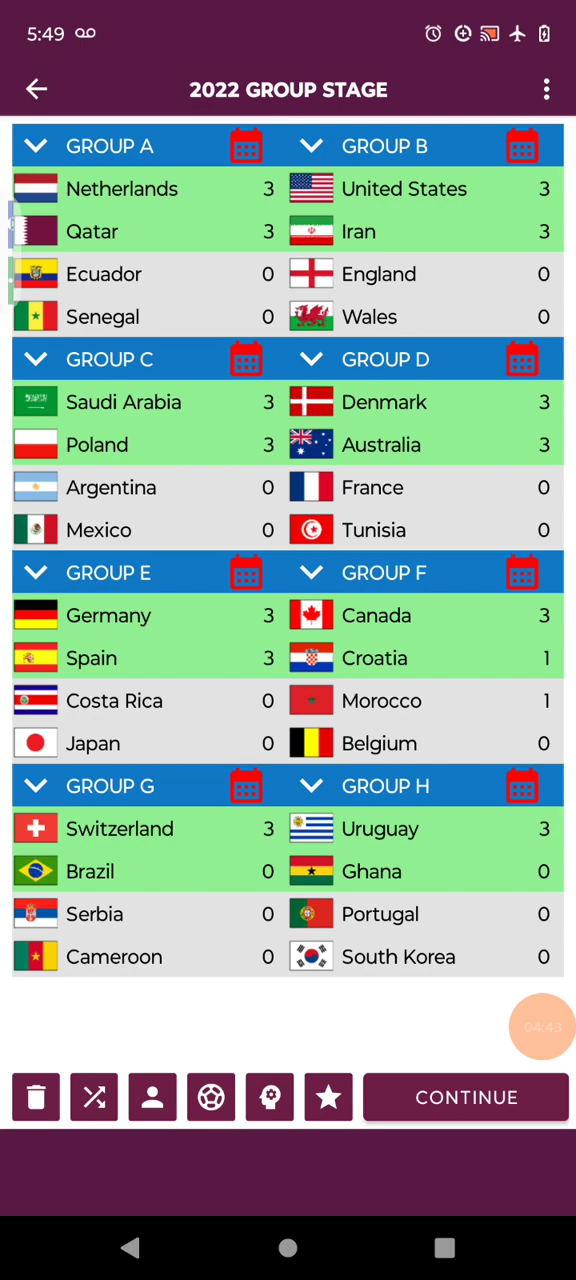 5:49
2022 GROUP STAGE
GROUP A
Netherlands 3
Qatar 3
Ecuador 0
Senegal 0
GROUP B
United States 3
Iran 3
England 0
Wales 0
GROUP C
Saudi Arabia 3
Poland 3
Argentina 0
Mexico 0
GROUP D
Denmark 3
Australia 3
France 0
Tunisia 0
GROUP E
Germany 3
Spain 3
Costa Rica 0
Japan 0
GROUP F
Canada 3
Croatia 1
Morocco 1
Belgium 0
GROUP G
Switzerland 3
Brazil 0
Serbia 0
Cameroon 0
GROUP H
Uruguay 3
Ghana 0
Portugal 0
South Korea 0
04:43
CONTINUE